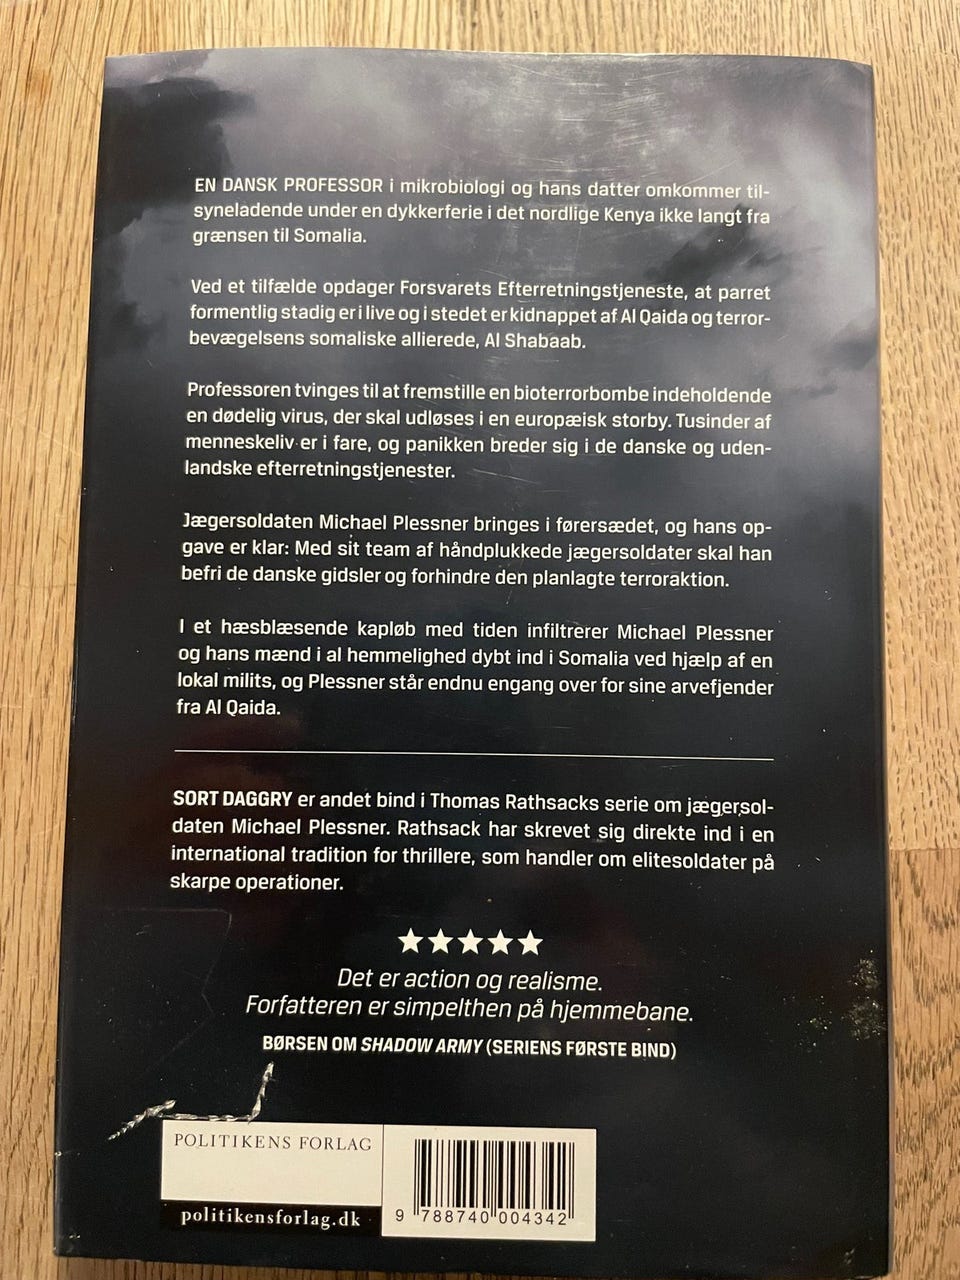 EN DANSK PROFESSOR i mikrobiologi og hans datter omkommer til-
syneladende under en dykkerferie i det nordlige Kenya ikke langt fra
grænsen til Somalia.
Ved et tilfælde opdager Forsvarets Efterretningstjeneste, at parret
formentlig stadig er i live og i stedet er kidnappet af Al Qaida og terror-
bevægelsens somaliske allierede, Al Shabaab.
Professoren tvinges til at fremstille en bioterrorbombe indeholdende
en dødelig virus, der skal udløses i en europæisk storby. Tusinder af
menneskeliv er i fare, og panikken breder sig i de danske og uden-
landske efterretningstjenester.
Jægersoldaten Michael Plessner bringes i førersædet, og hans op-
gave er klar: Med sit team af håndplukkede jægersoldater skal han
befri de danske gidsler og forhindre den planlagte terroraktion.
I et hæsblæsende kapløb med tiden infiltrerer Michael Plessner
og hans mænd i al hemmelighed dybt ind i Somalia ved hjælp af en
lokal milits, og Plessner står endnu engang over for sine arvefjender
fra Al Qaida.
SORT DAGGRY er andet bind i Thomas Rathsacks serie om jægersol-
daten Michael Plessner. Rathsack har skrevet sig direkte ind i en
international tradition for thrillere, som handler om elitesoldater på
skarpe operationer.
★★★★★
Det er action og realisme.
Forfatteren er simpelthen på hjemmebane.
BØRSEN OM SHADOW ARMY (SERIENS FØRSTE BIND)
POLITIKENS FORLAG
politikensforlag.dk
9 788740 004342